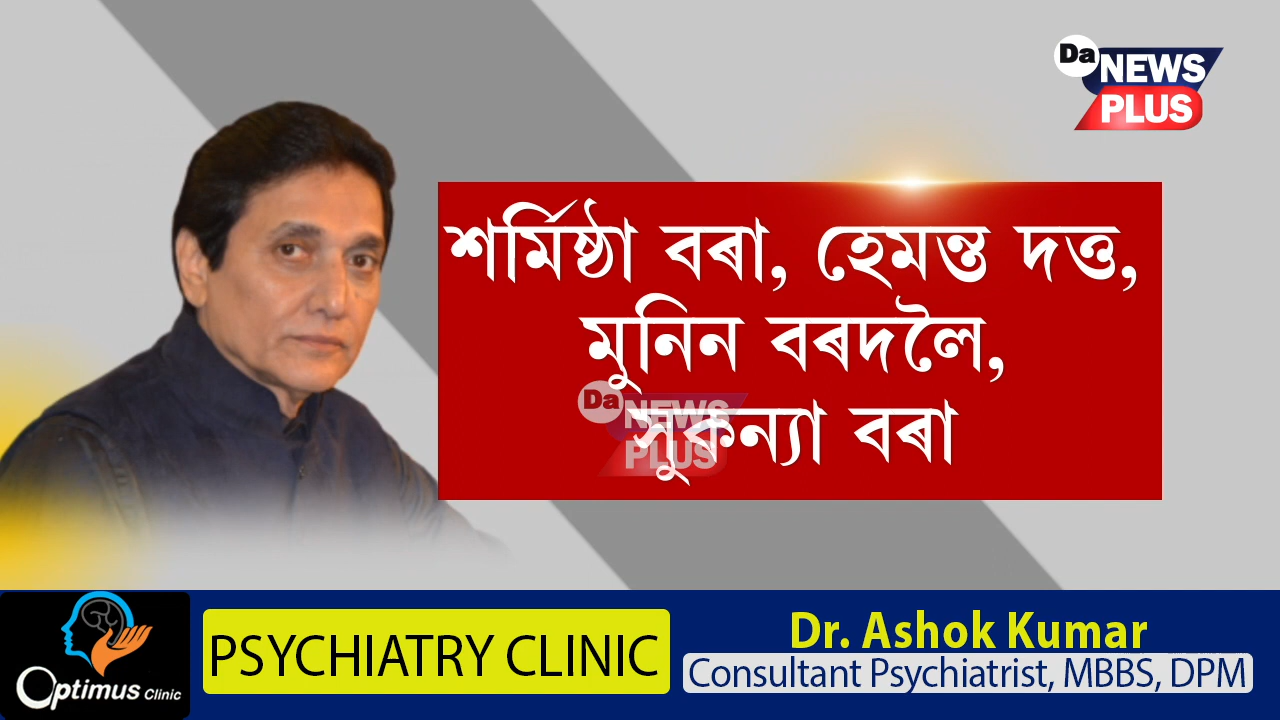 Da NEWS
PLUS
শৰ্মিষ্ঠা বৰা, হেমন্ত দত্ত,
মুনিন বৰদলৈ,
সুকন্যা বৰা
Da NEWS
PLUS
Optimus Clinic
PSYCHIATRY CLINIC
Dr. Ashok Kumar
Consultant Psychiatrist, MBBS, DPM